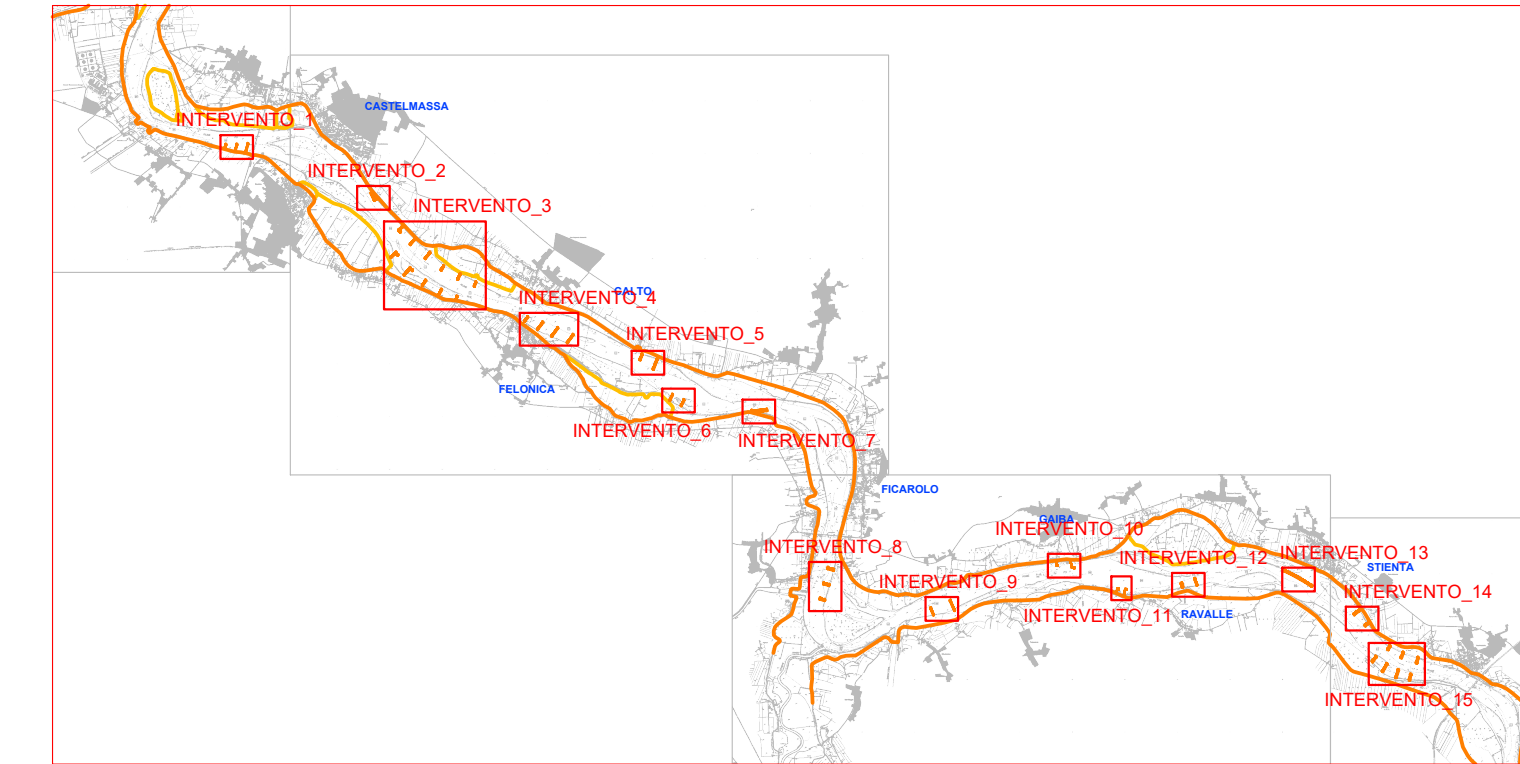 CASTELMASSA
INTERVENTO_1
INTERVENTO_2
INTERVENTO_3
CALTO
INTERVENTO_4
INTERVENTO_5
FELONICA
INTERVENTO_6
INTERVENTO_7
FICAROLO
GAIBA
INTERVENTO_10
INTERVENTO_8
INTERVENTO_12
INTERVENTO_13
STIENTA
INTERVENTO_9
INTERVENTO_14
INTERVENTO_11
RAVALLE
INTERVENTO_15